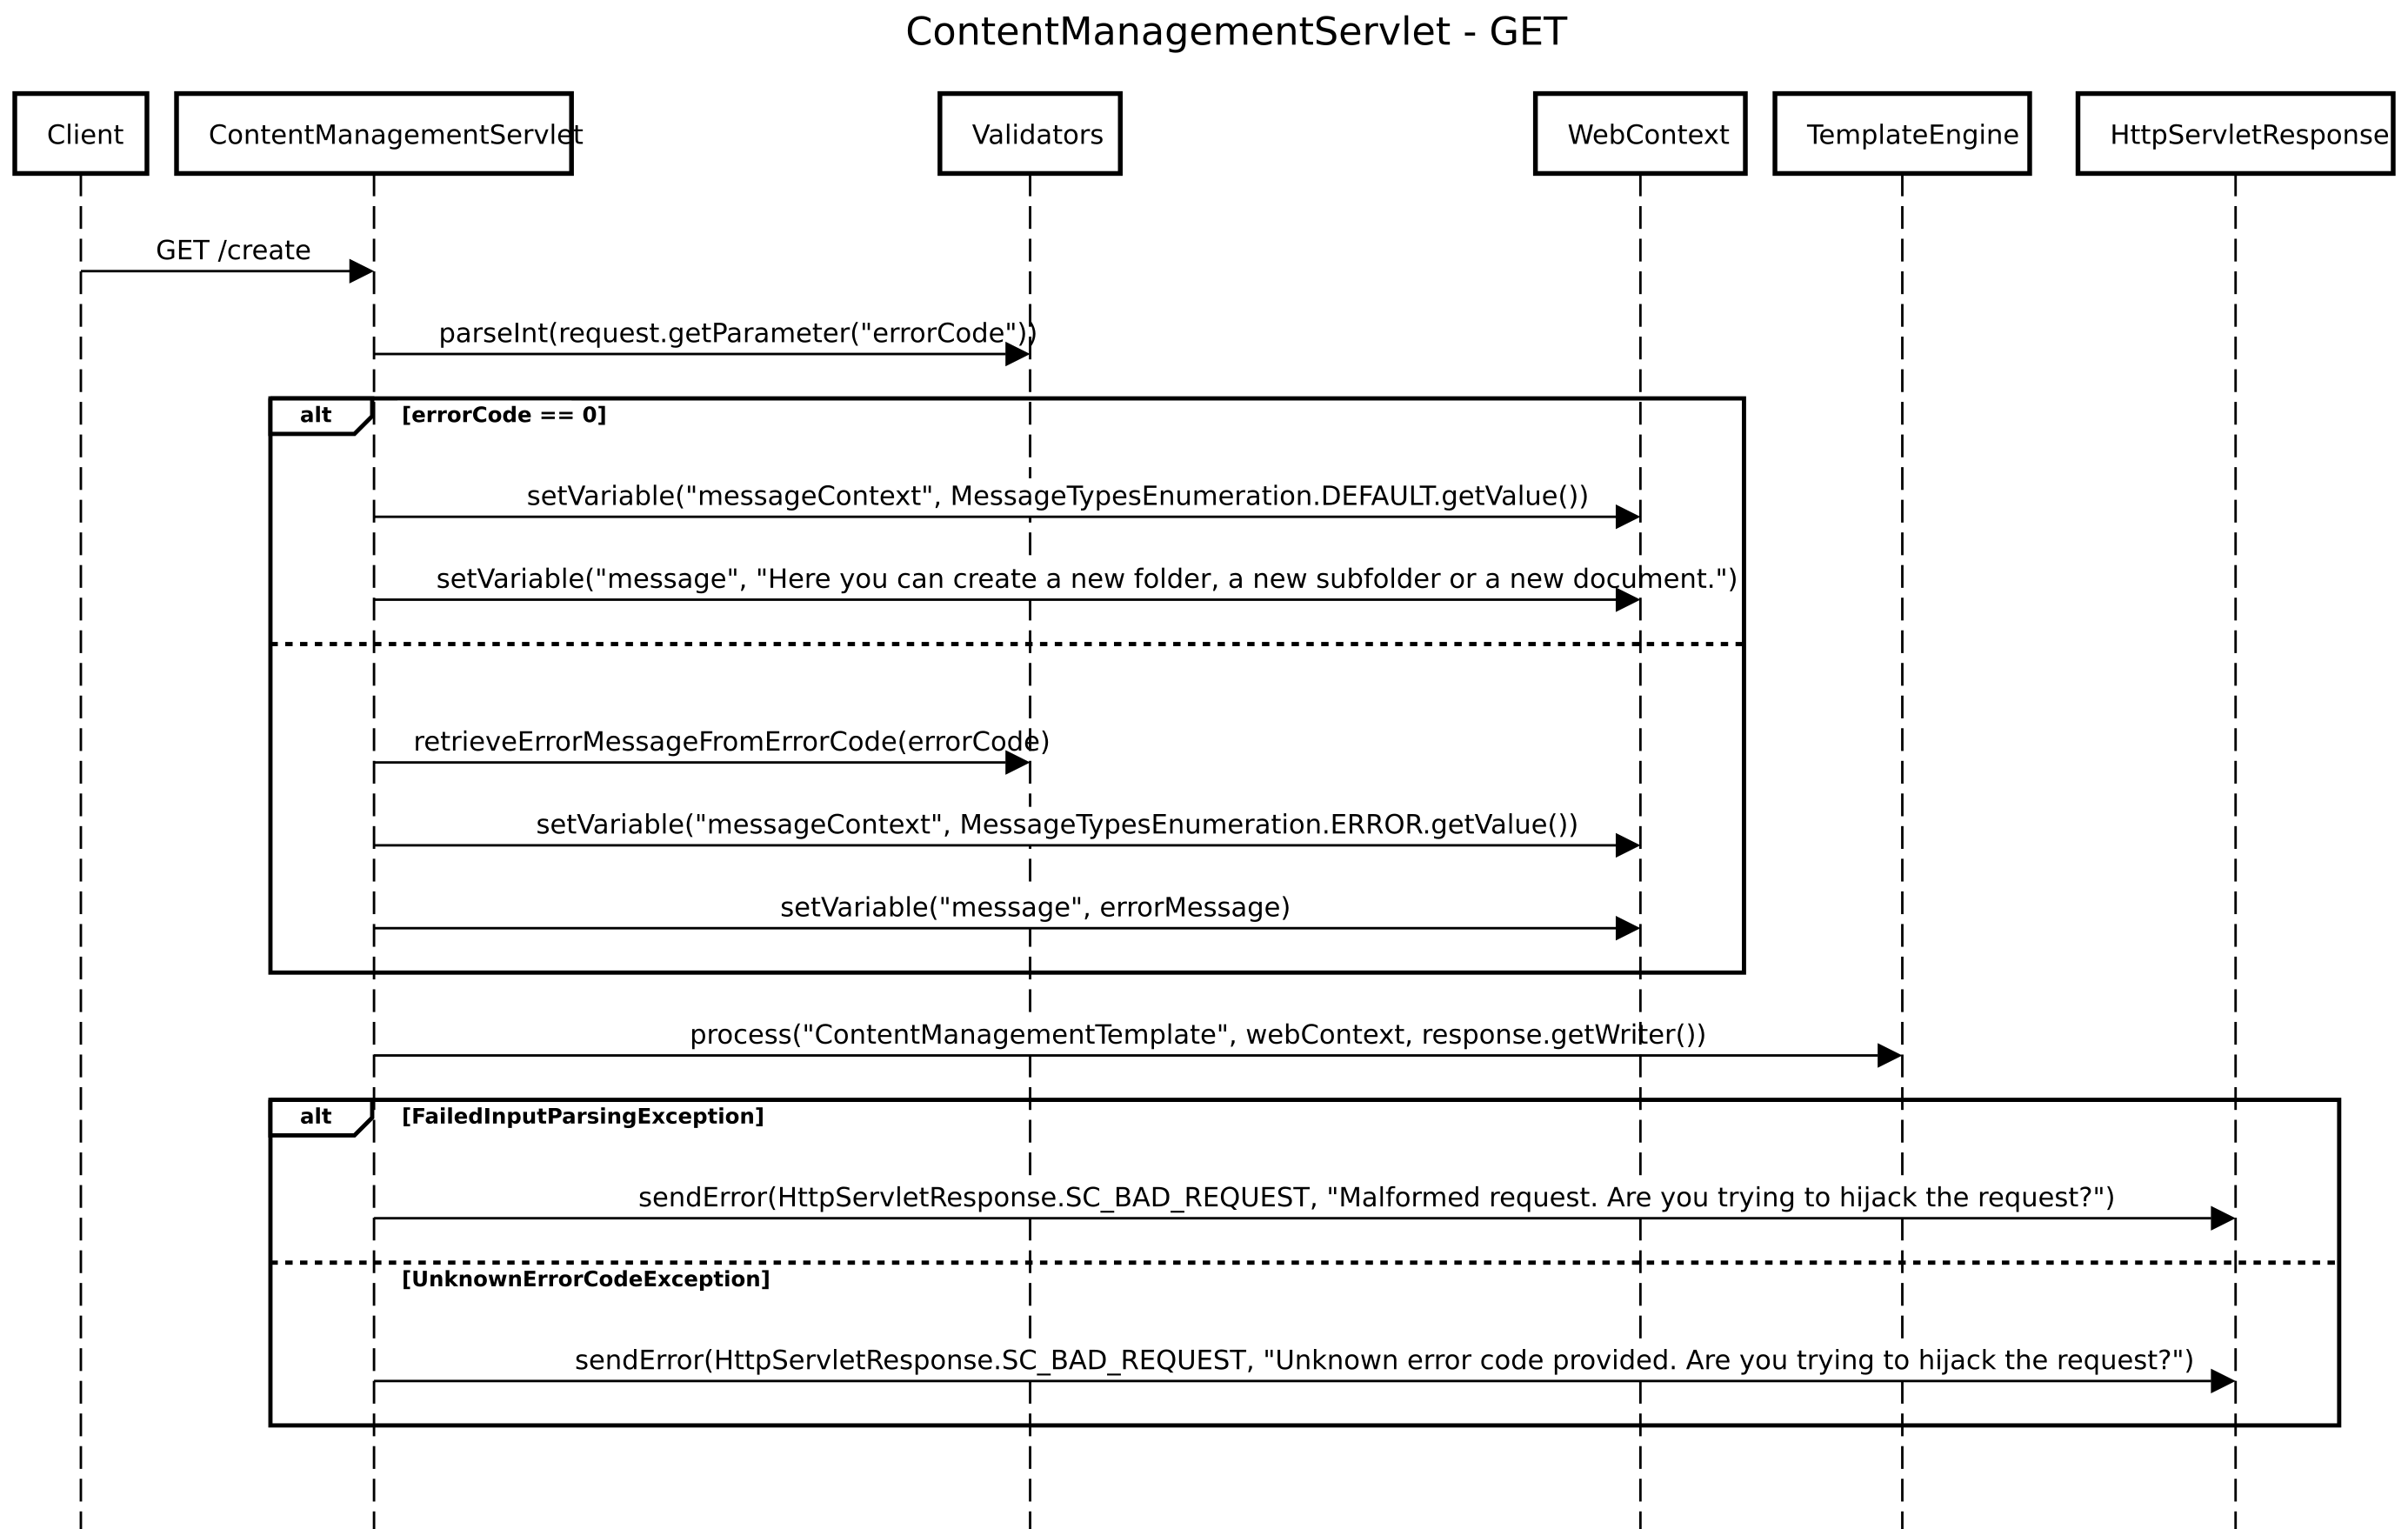 ContentManagementServlet - GET
Client
ContentManagementServlet
Validators
WebContext
TemplateEngine
HttpServletResponse
GET /create
parseInt(request.getParameter("errorCode"))
alt
[errorCode == 0]
setVariable("messageContext", MessageTypesEnumeration.DEFAULT.getValue())
setVariable("message", "Here you can create a new folder, a new subfolder or a new document.")
retrieveErrorMessageFromErrorCode(errorCode)
setVariable("messageContext", MessageTypesEnumeration.ERROR.getValue())
setVariable("message", errorMessage)
process("ContentManagementTemplate", webContext, response.getWriter())
alt
[FailedInputParsingException]
sendError(HttpServletResponse.SC_BAD_REQUEST, "Malformed request. Are you trying to hijack the request?")
[UnknownErrorCodeException]
sendError(HttpServletResponse.SC_BAD_REQUEST, "Unknown error code provided. Are you trying to hijack the request?")